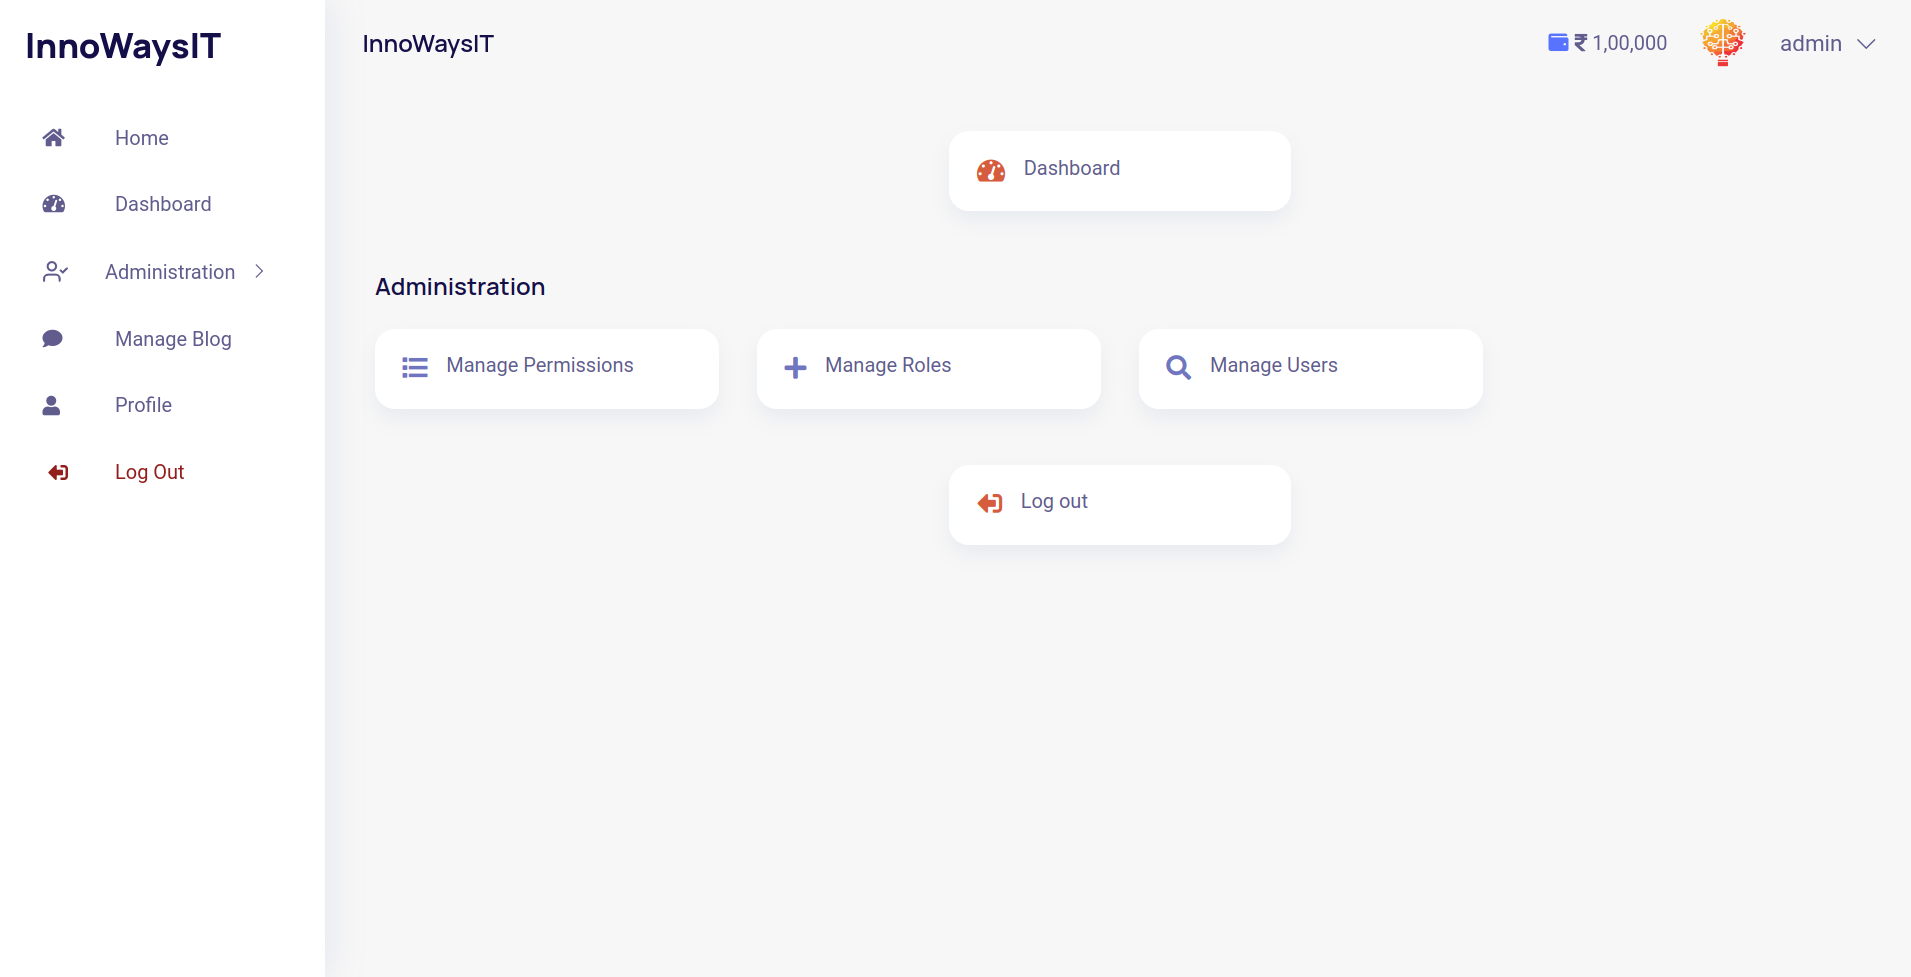 InnoWaysIT
Home
Dashboard
Administration
Manage Blog
Profile
Log Out
InnoWaysIT
₹ 1,00,000
admin
Dashboard
Administration
Manage Permissions
Manage Roles
Manage Users
Log out